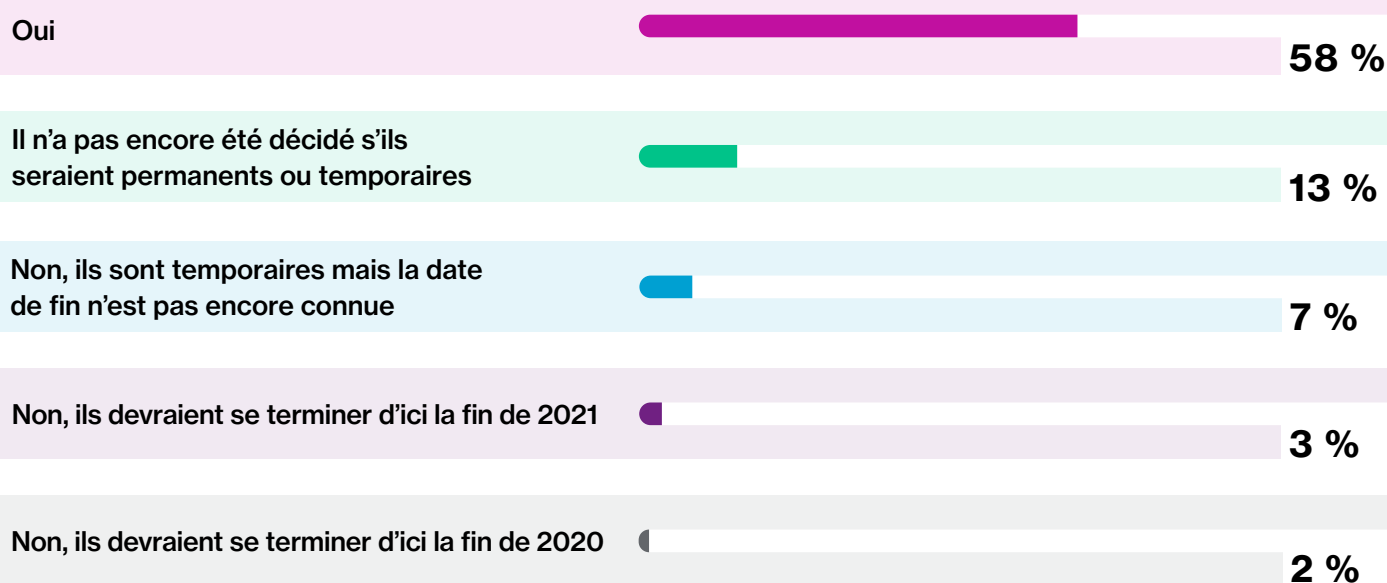 Oui
58 %
Il n’a pas encore été décidé s’ils
seraient permanents ou temporaires
13 %
Non, ils sont temporaires mais la date
de fin n’est pas encore connue
7 %
Non, ils devraient se terminer d’ici la fin de 2021
3 %
Non, ils devraient se terminer d’ici la fin de 2020
2 %